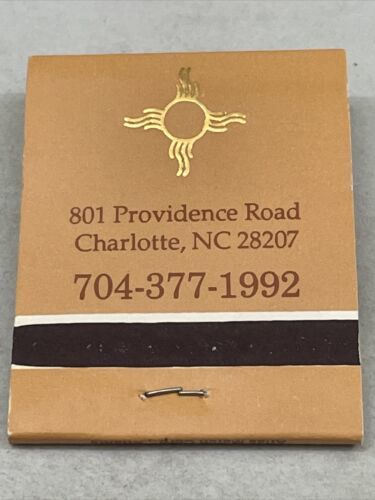 801 Providence Road
Charlotte, NC 28207
704-377-1992